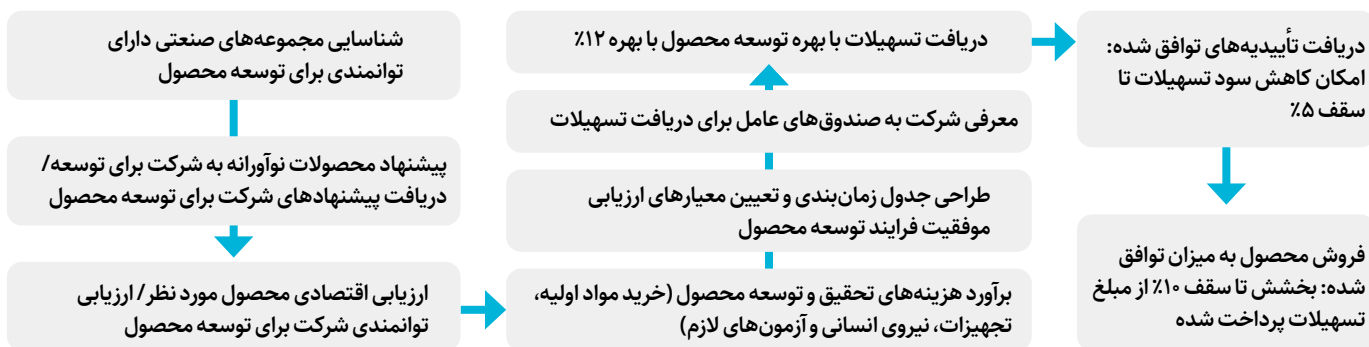 شناسایی مجموعه‌های صنعتی دارای
توانمندی برای توسعه محصول
پیشنهاد محصولات نوآورانه به شرکت برای توسعه/
دریافت پیشنهادهای شرکت برای توسعه محصول
ارزیابی اقتصادی محصول مورد نظر/ ارزیابی
توانمندی شرکت برای توسعه محصول
برآورد هزینه‌های تحقیق و توسعه محصول (خرید مواد اولیه،
تجهیزات، نیروی انسانی و آزمون‌های لازم)
طراحی جدول زمان‌بندی و تعیین معیارهای ارزیابی
موفقیت فرایند توسعه محصول
معرفی شرکت به صندوق‌های عامل برای دریافت تسهیلات
دریافت تسهیلات با بهره توسعه محصول با بهره ۱۲٪
دریافت تأییدیه‌های توافق شده:
امکان کاهش سود تسهیلات تا
سقف ۵٪
فروش محصول به میزان توافق
شده: بخشش تا سقف ۱۰٪ از مبلغ
تسهیلات پرداخت شده